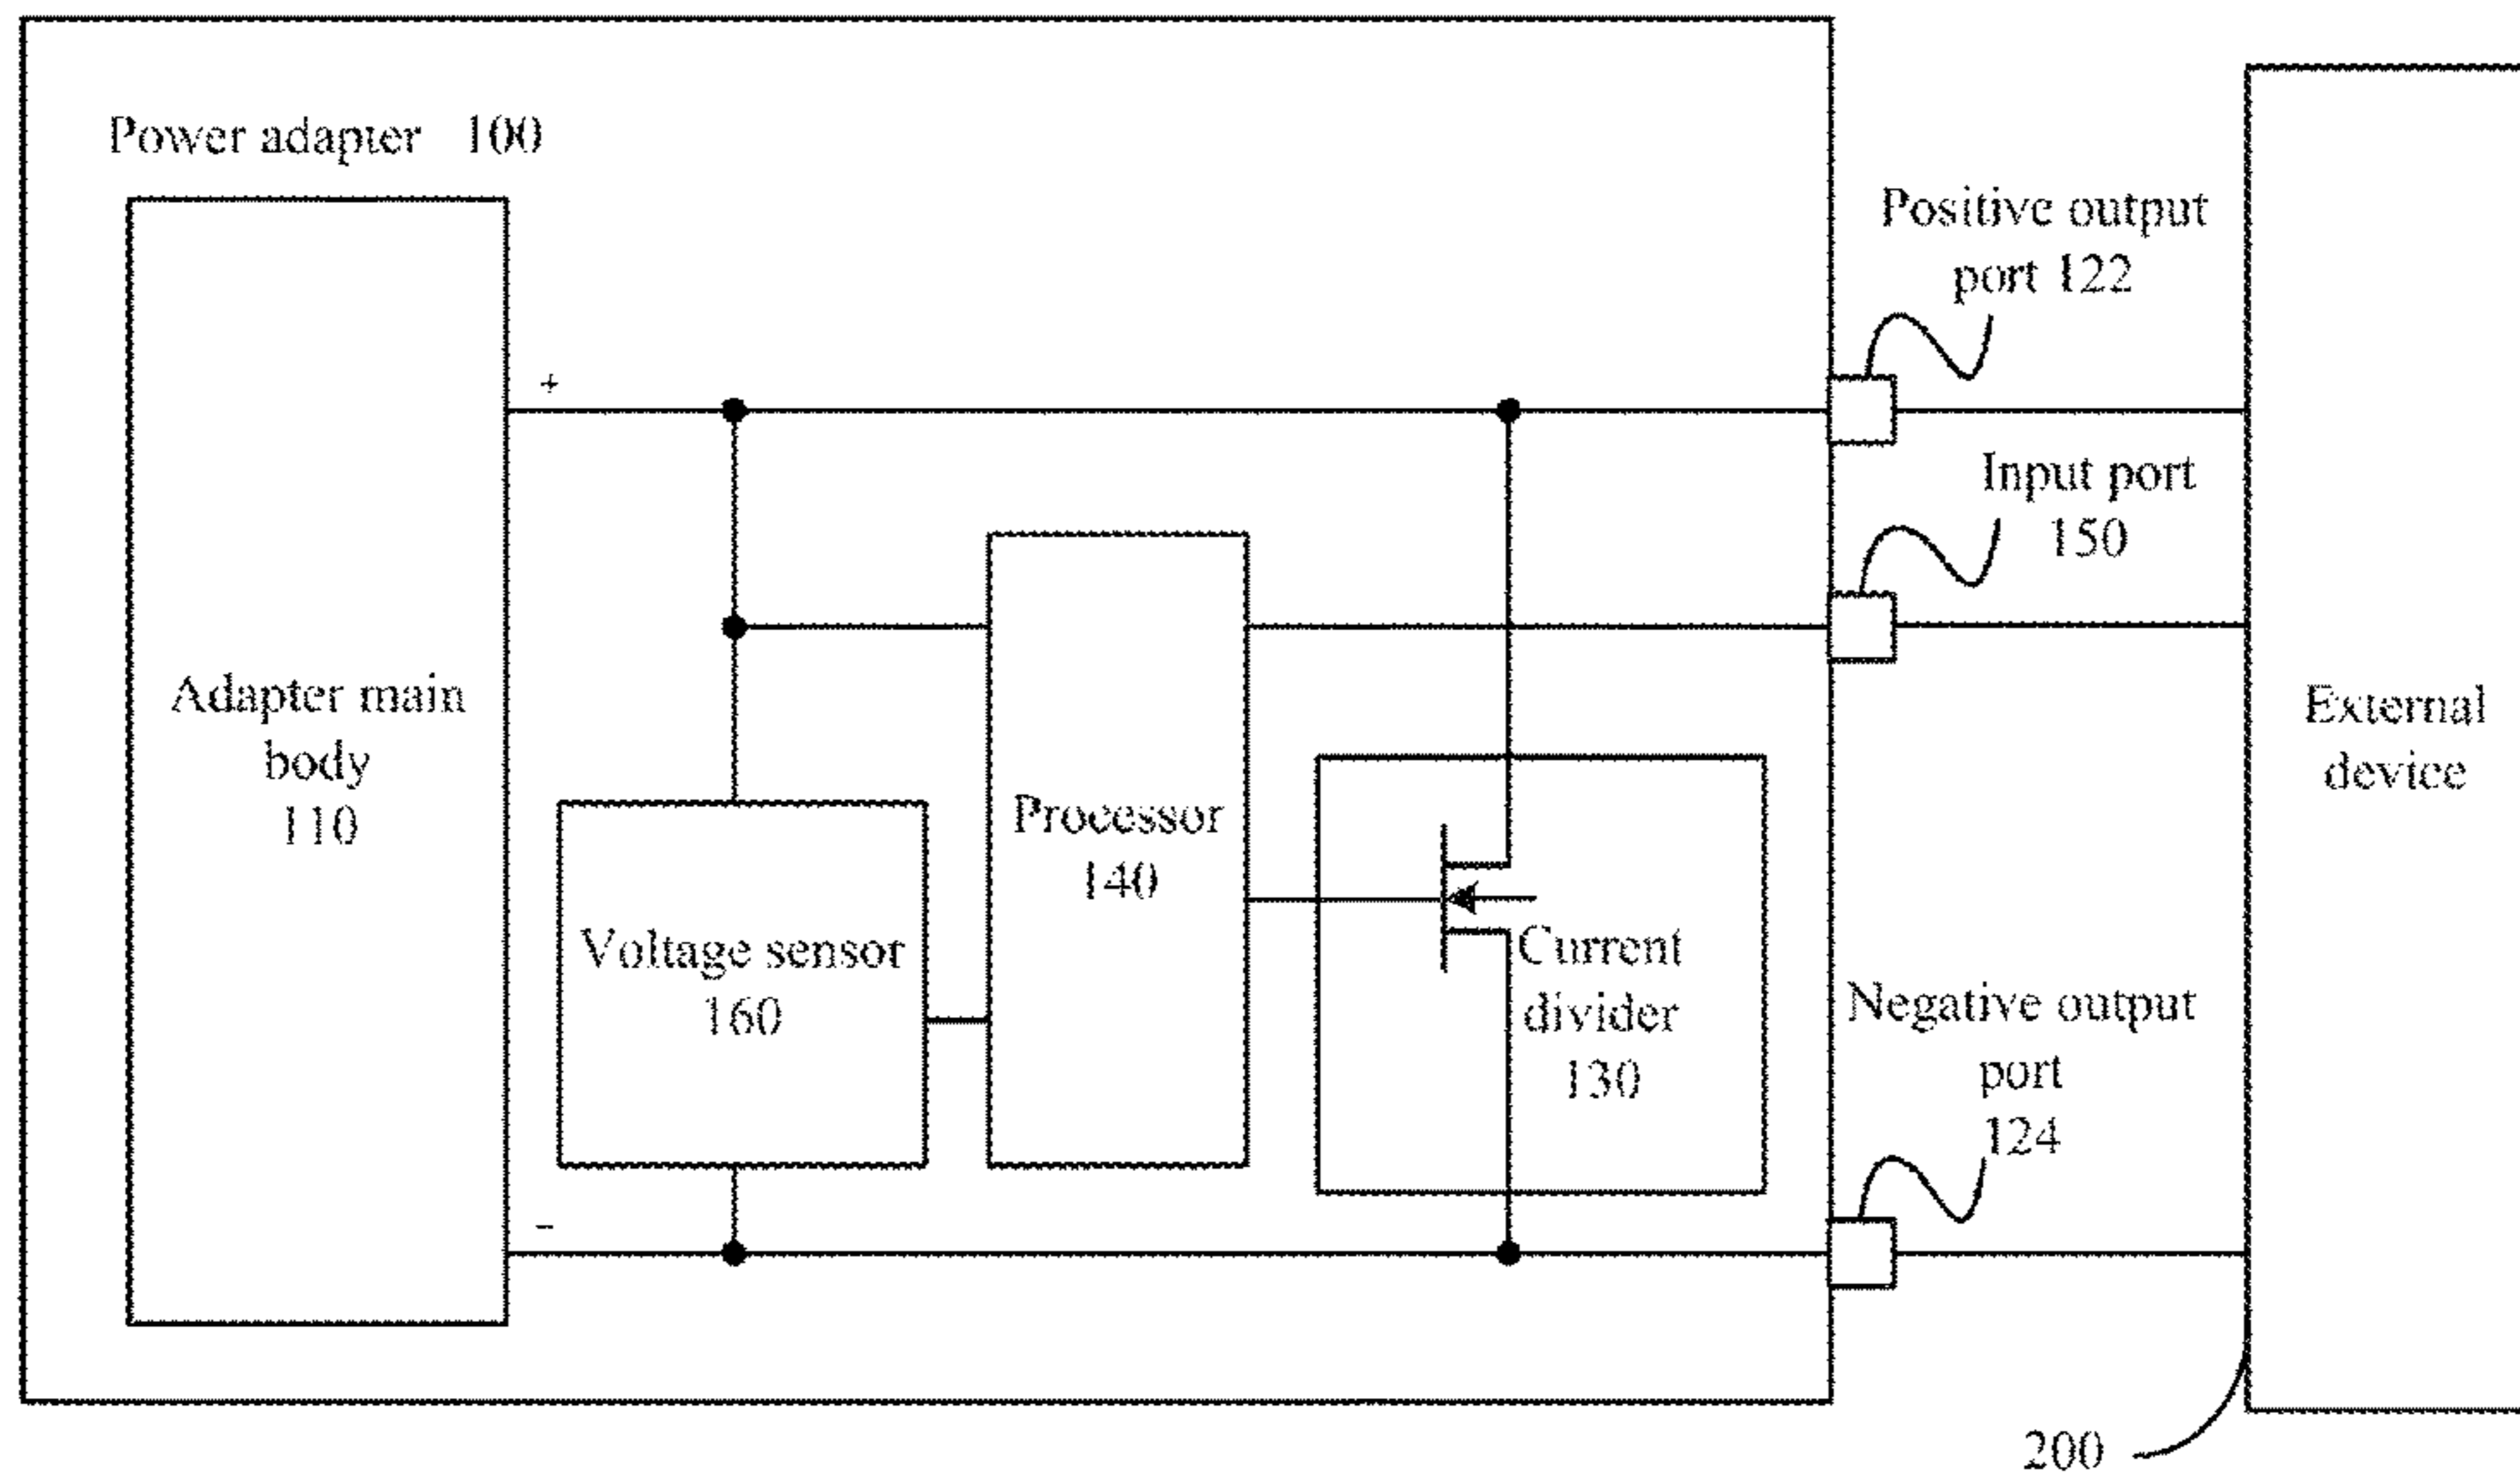 Power adapter 100
Positive output
port 122
+
Input port
150
Adapter main
body
110
External
device
Processor
140
Voltage sensor
160
Current
divider
130
Negative output
port
124
-
200